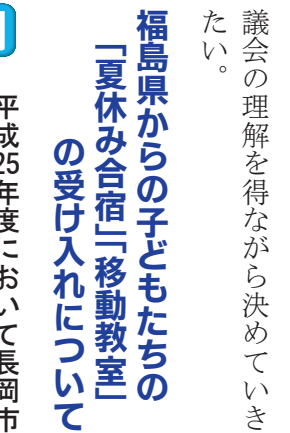 議会の理解を得ながら決めていき
たい。
福島県からの子どもたちの
「夏休み合宿」「移動教室」
の受け入れについて
平成25年度において長岡市